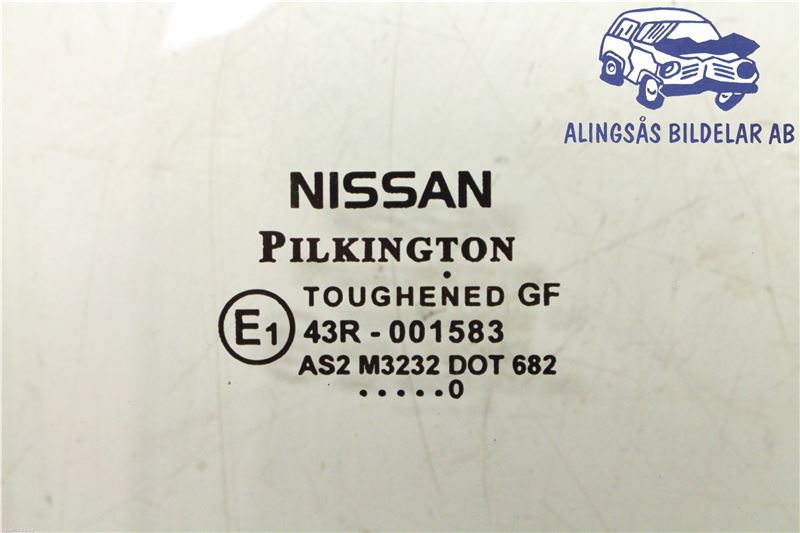 ALINGSÅS BILDELAR AB
NISSAN
PILKINGTON
TOUGHENED GF
E1 43R - 001583
AS2 M3232 DOT 682
.....0